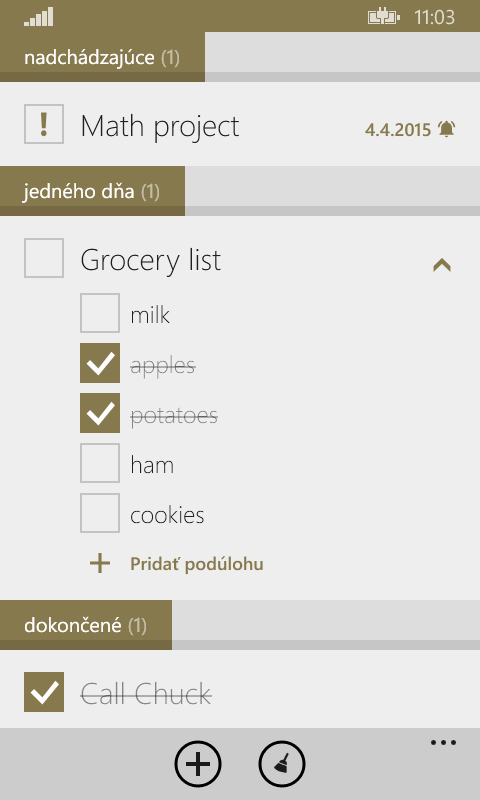 11:03
nadchádzajúce (1)
! Math project 4.4.2015
jedného dňa (1)
Grocery list
milk
apples
potatoes
ham
cookies
Pridať podúlohu
dokončené (1)
Call Chuck